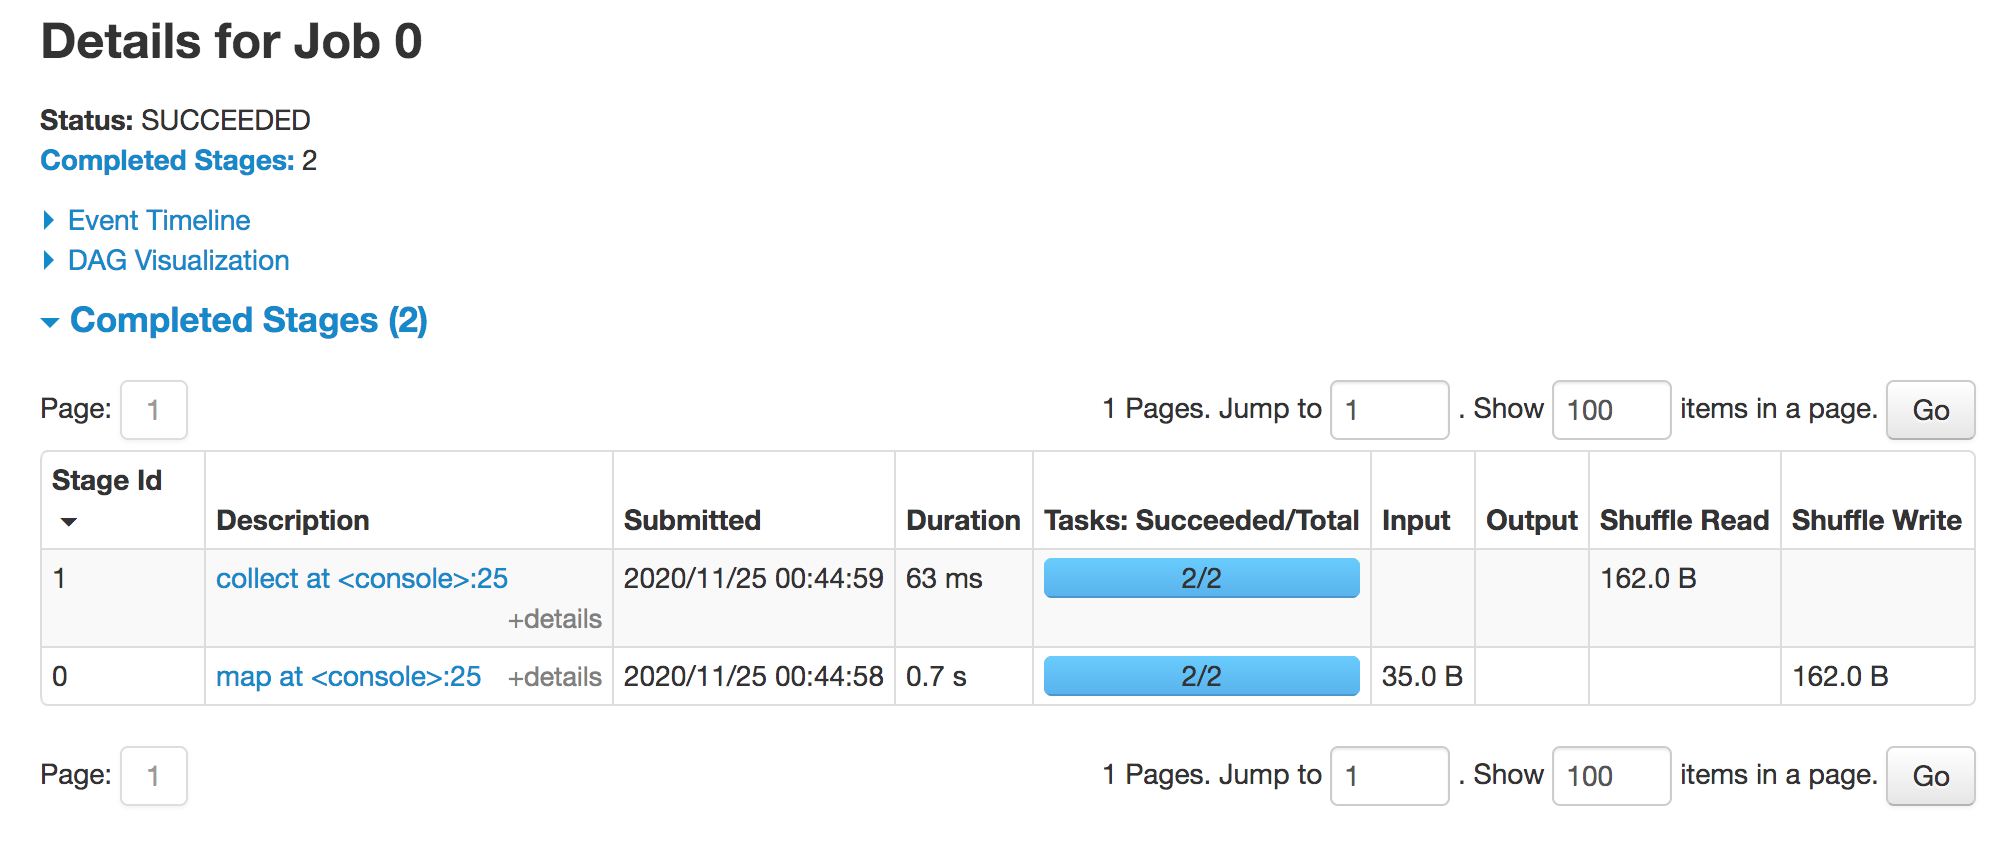 Details for Job 0
Status: SUCCEEDED
Completed Stages: 2
Event Timeline
DAG Visualization
Completed Stages (2)
Page: 1 1 Pages. Jump to 1 . Show 100 items in a page. Go
Stage Id Description Submitted Duration Tasks: Succeeded/Total Input Output Shuffle Read Shuffle Write
1 collect at <console>:25 2020/11/25 00:44:59 63 ms 2/2 162.0 B
+details
0 map at <console>:25 +details 2020/11/25 00:44:58 0.7 s 2/2 35.0 B 162.0 B
Page: 1 1 Pages. Jump to 1 . Show 100 items in a page. Go